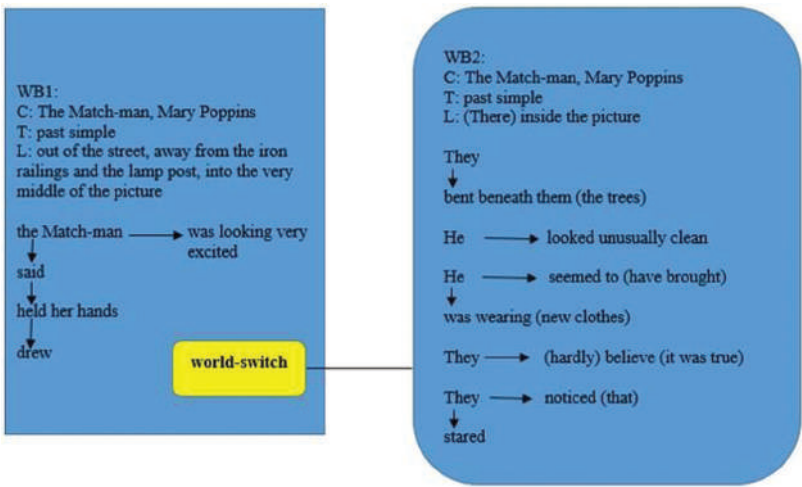 WB1:
C: The Match-man, Mary Poppins
T: past simple
L: out of the street, away from the iron
railings and the lamp post, into the very
middle of the picture
the Match-man was looking very
excited
said
held her hands
drew
world-switch
WB2:
C: The Match-man, Mary Poppins
T: past simple
L: (There) inside the picture
They
bent beneath them (the trees)
He looked unusually clean
He seemed to (have brought)
was wearing (new clothes)
They (hardly) believe (it was true)
They noticed (that)
stared